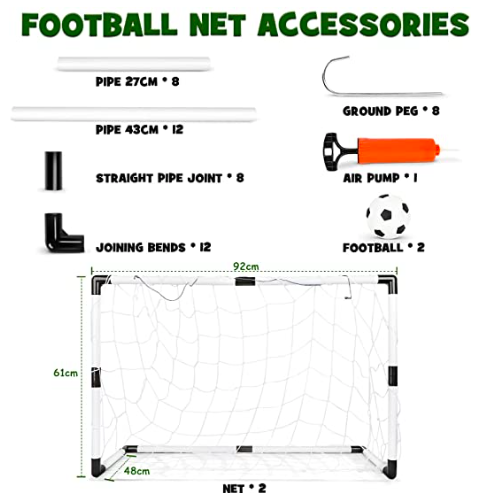 FOOTBALL NET ACCESSORIES
PIPE 27CM * 8
GROUND PEG * 8
PIPE 43CM * 12
STRAIGHT PIPE JOINT * 8
AIR PUMP * 1
JOINING BENDS * 12
FOOTBALL * 2
92cm
61cm
48cm
NET * 2